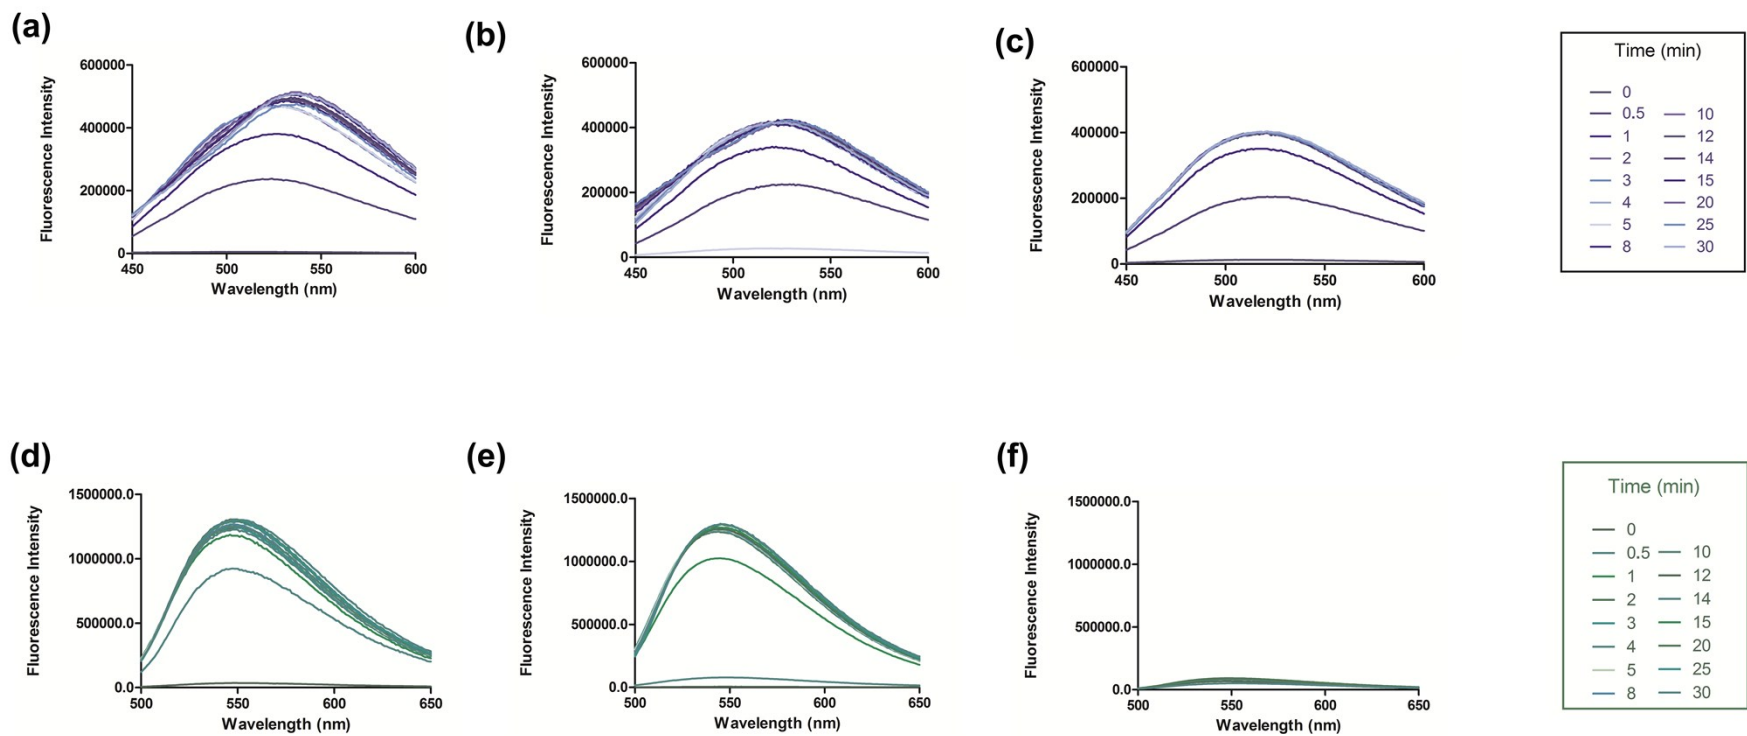 (a)
600000
400000
200000
0
450 500 550 600
Wavelength (nm)
Fluorescence Intensity
(b)
600000
400000
200000
0
450 500 550 600
Wavelength (nm)
Fluorescence Intensity
(c)
600000
400000
200000
0
450 500 550 600
Wavelength (nm)
Fluorescence Intensity
Time (min)
0
0.5 10
1 12
2 14
3 15
4 20
5 25
8 30
(d)
1500000.0
1000000.0
500000.0
0.0
500 550 600 650
Wavelength (nm)
Fluorescence Intensity
(e)
1500000.0
1000000.0
500000.0
0.0
500 550 600 650
Wavelength (nm)
Fluorescence Intensity
(f)
1500000.0
1000000.0
500000.0
0.0
500 550 600 650
Wavelength (nm)
Fluorescence Intensity
Time (min)
0
0.5 10
1 12
2 14
3 15
4 20
5 25
8 30